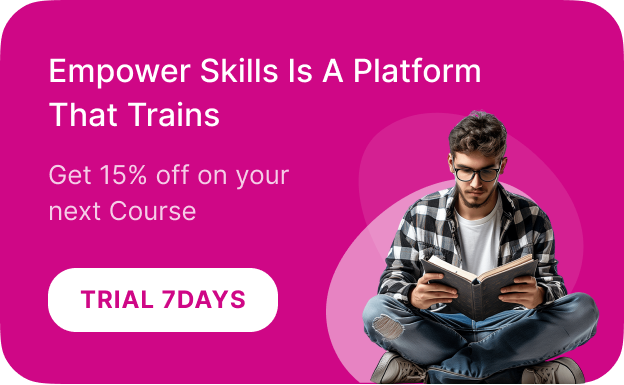 Empower Skills Is A Platform
That Trains
Get 15% off on your
next Course
TRIAL 7DAYS